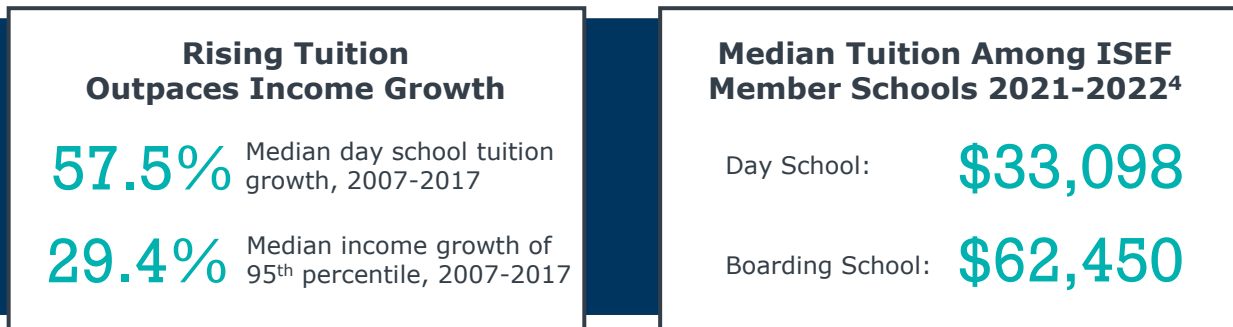 Rising Tuition
Outpaces Income Growth
57.5% Median day school tuition
growth, 2007-2017
29.4% Median income growth of
95th percentile, 2007-2017
Median Tuition Among ISEF
Member Schools 2021-2022⁴
Day School: $33,098
Boarding School: $62,450